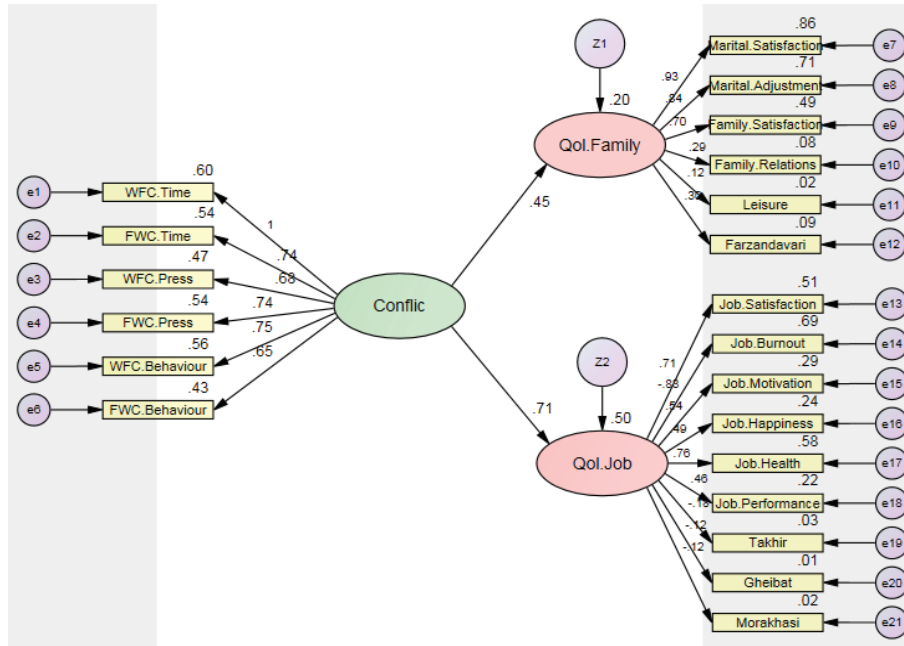 Z1
.20
Qol.Family
.45
.93
.84
.70
.29
.12
.86
Marital.Satisfaction
e7
.71
Marital.Adjustment
e8
.49
Family.Satisfaction
e9
.08
Family.Relations
e10
.02
Leisure
e11
.09
Farzandavari
e12
.60
e1
WFC.Time
.54
e2
FWC.Time
.47
e3
WFC.Press
.54
e4
FWC.Press
.56
e5
WFC.Behaviour
.43
e6
FWC.Behaviour
1
.74
.68
.74
.75
.65
Conflic
.71
Z2
.50
Qol.Job
.71
-.83
.54
.49
.76
.46
-.18
-.12
-.12
.51
Job.Satisfaction
e13
.69
Job.Burnout
e14
.29
Job.Motivation
e15
.24
Job.Happiness
e16
.58
Job.Health
e17
.22
Job.Performance
e18
.03
Takhir
e19
.01
Gheibat
e20
.02
Morakhasi
e21